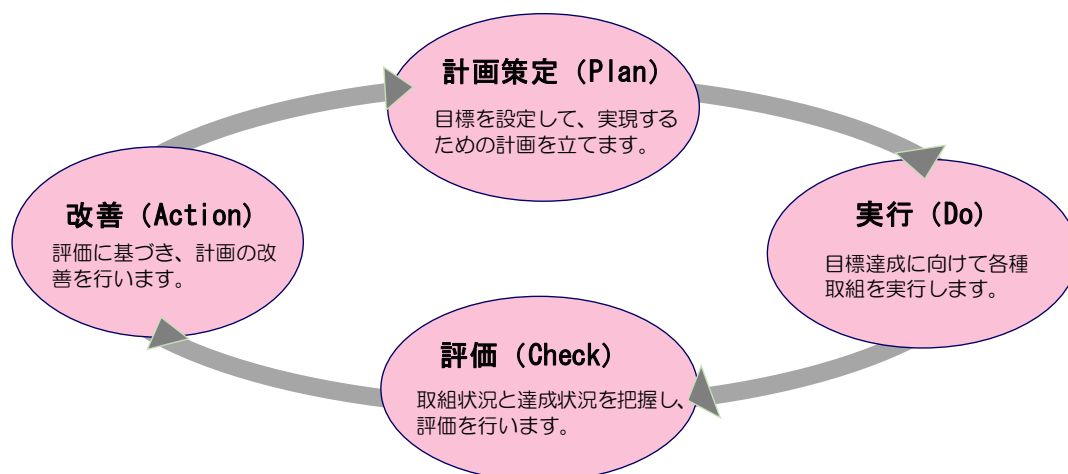 計画策定（Plan）
目標を設定して、実現する
ための計画を立てます。
実行（Do）
目標達成に向けて各種
取組を実行します。
評価（Check）
取組状況と達成状況を把握し、
評価を行います。
改善（Action）
評価に基づき、計画の改
善を行います。